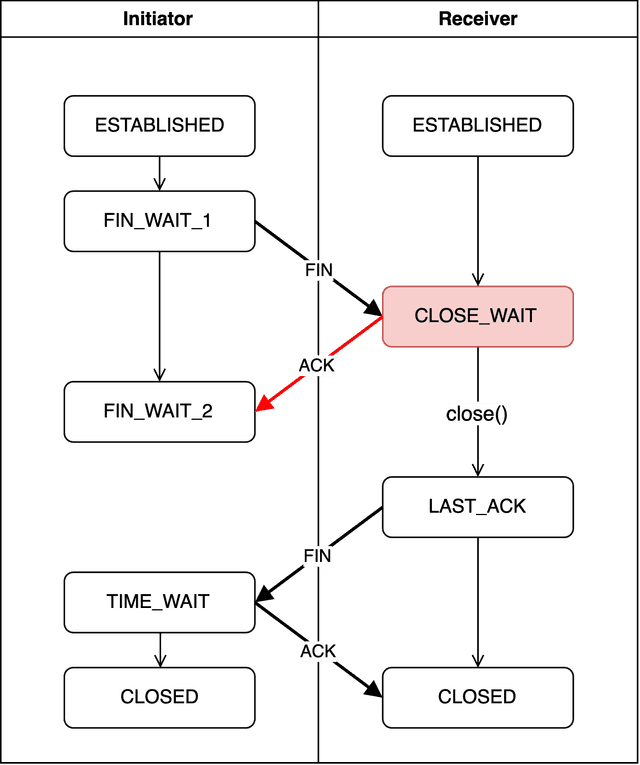 Initiator
Receiver
ESTABLISHED
ESTABLISHED
FIN_WAIT_1
FIN
CLOSE_WAIT
ACK
FIN_WAIT_2
close()
LAST_ACK
FIN
TIME_WAIT
ACK
CLOSED
CLOSED